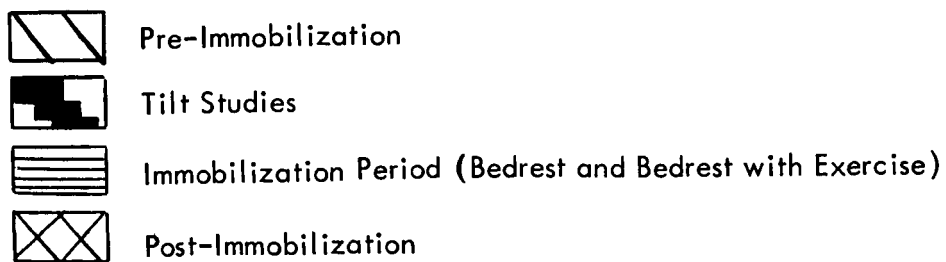 Pre-Immobilization
Tilt Studies
Immobilization Period (Bedrest and Bedrest with Exercise)
Post-Immobilization